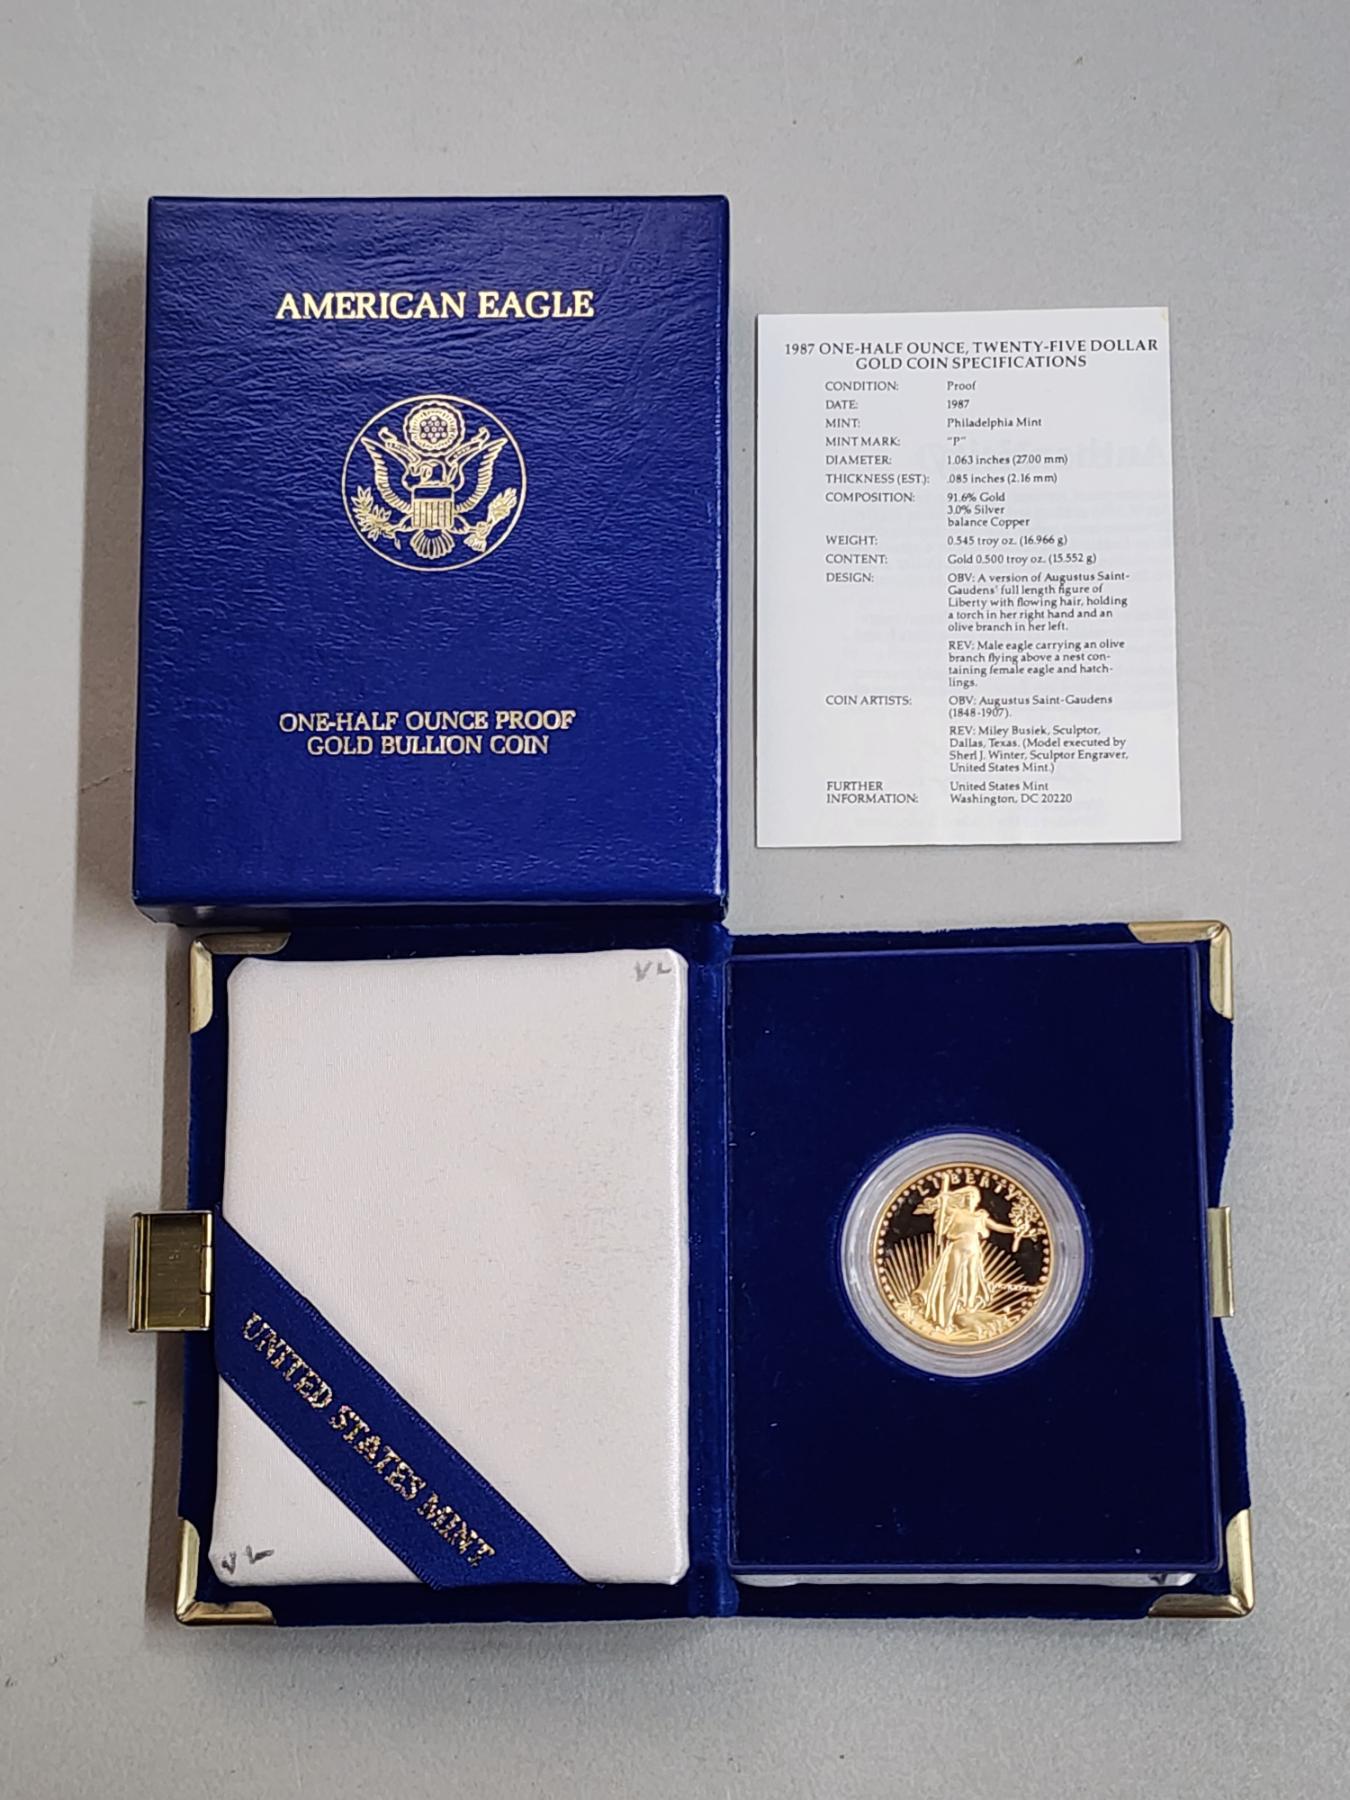 AMERICAN EAGLE
ONE-HALF OUNCE PROOF
GOLD BULLION COIN
1987 ONE-HALF OUNCE, TWENTY-FIVE DOLLAR
GOLD COIN SPECIFICATIONS
CONDITION: Proof
DATE: 1987
MINT: Philadelphia Mint
MINT MARK: "P"
DIAMETER: 1.063 inches (27.00 mm)
THICKNESS (EST.): .085 inches (2.16 mm)
COMPOSITION: 91.6% Gold
3.0% Silver
balance Copper
WEIGHT: 0.545 troy oz. (16.966 g)
CONTENT: Gold 0.500 troy oz. (15.552 g)
DESIGN: OBV: A version of Augustus Saint-
Gaudens' full length figure of
Liberty with flowing hair, holding
a torch in her right hand and an
olive branch in her left.
REV: Male eagle carrying an olive
branch flying above a nest con-
taining female eagle and hatch-
lings.
COIN ARTISTS: OBV: Augustus Saint-Gaudens
(1848-1907).
REV: Miley Busiek, Sculptor,
Dallas, Texas. (Model executed by
Sherl J. Winter, Sculptor Engraver,
United States Mint.)
FURTHER
INFORMATION: United States Mint
Washington, DC 20220
VL
UNITED STATES MINT
VL
LIBERTY